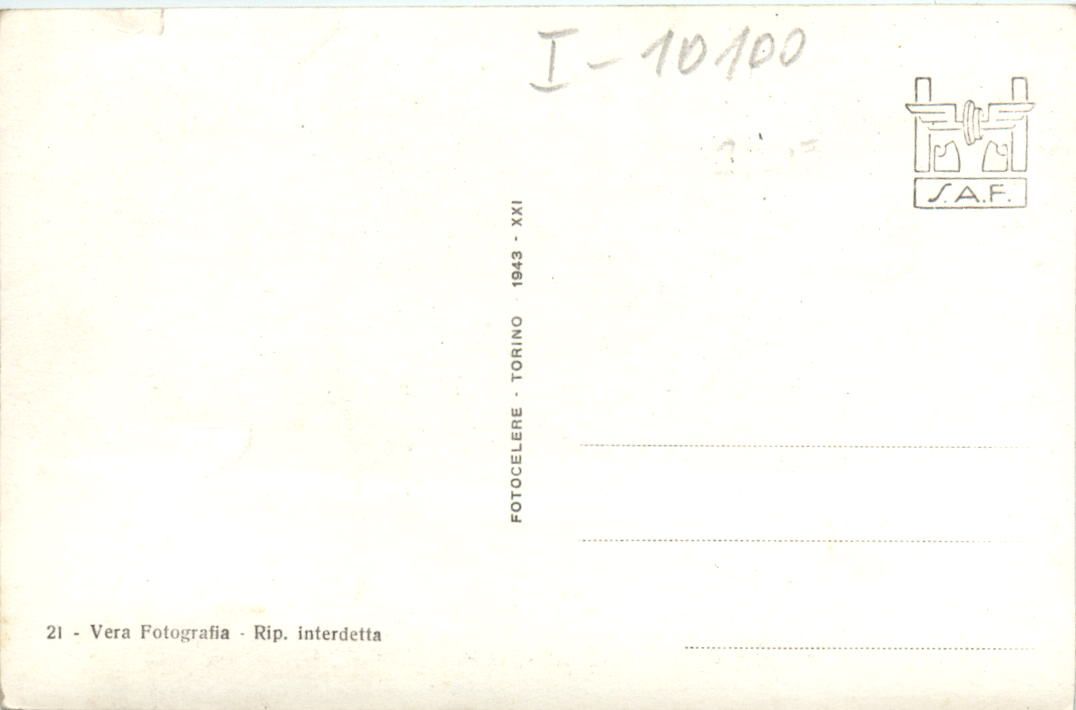 I-10100
S.A.F.
FOTOCELERE - TORINO 1943 - XXI
21 - Vera Fotografia - Rip. interdetta